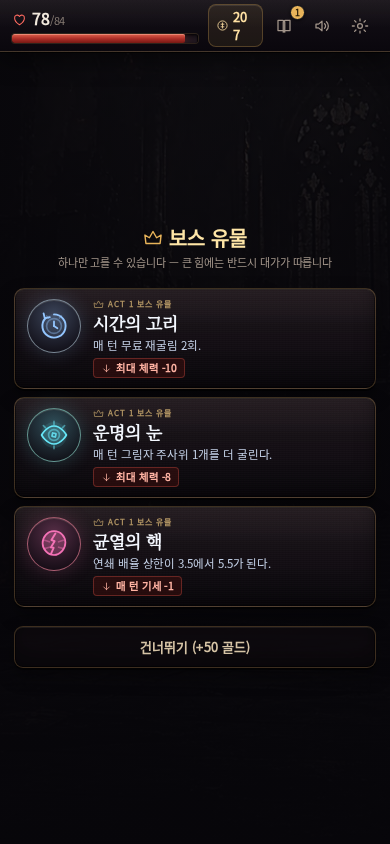 78/84
20
7
1
보스 유물
하나만 고를 수 있습니다 — 큰 힘에는 반드시 대가가 따릅니다
ACT 1 보스 유물
시간의 고리
매 턴 무료 재굴림 2회.
↓ 최대 체력 -10
ACT 1 보스 유물
운명의 눈
매 턴 그림자 주사위 1개를 더 굴린다.
↓ 최대 체력 -8
ACT 1 보스 유물
균열의 핵
연쇄 배율 상한이 3.5에서 5.5가 된다.
↓ 매 턴 기세 -1
건너뛰기 (+50 골드)